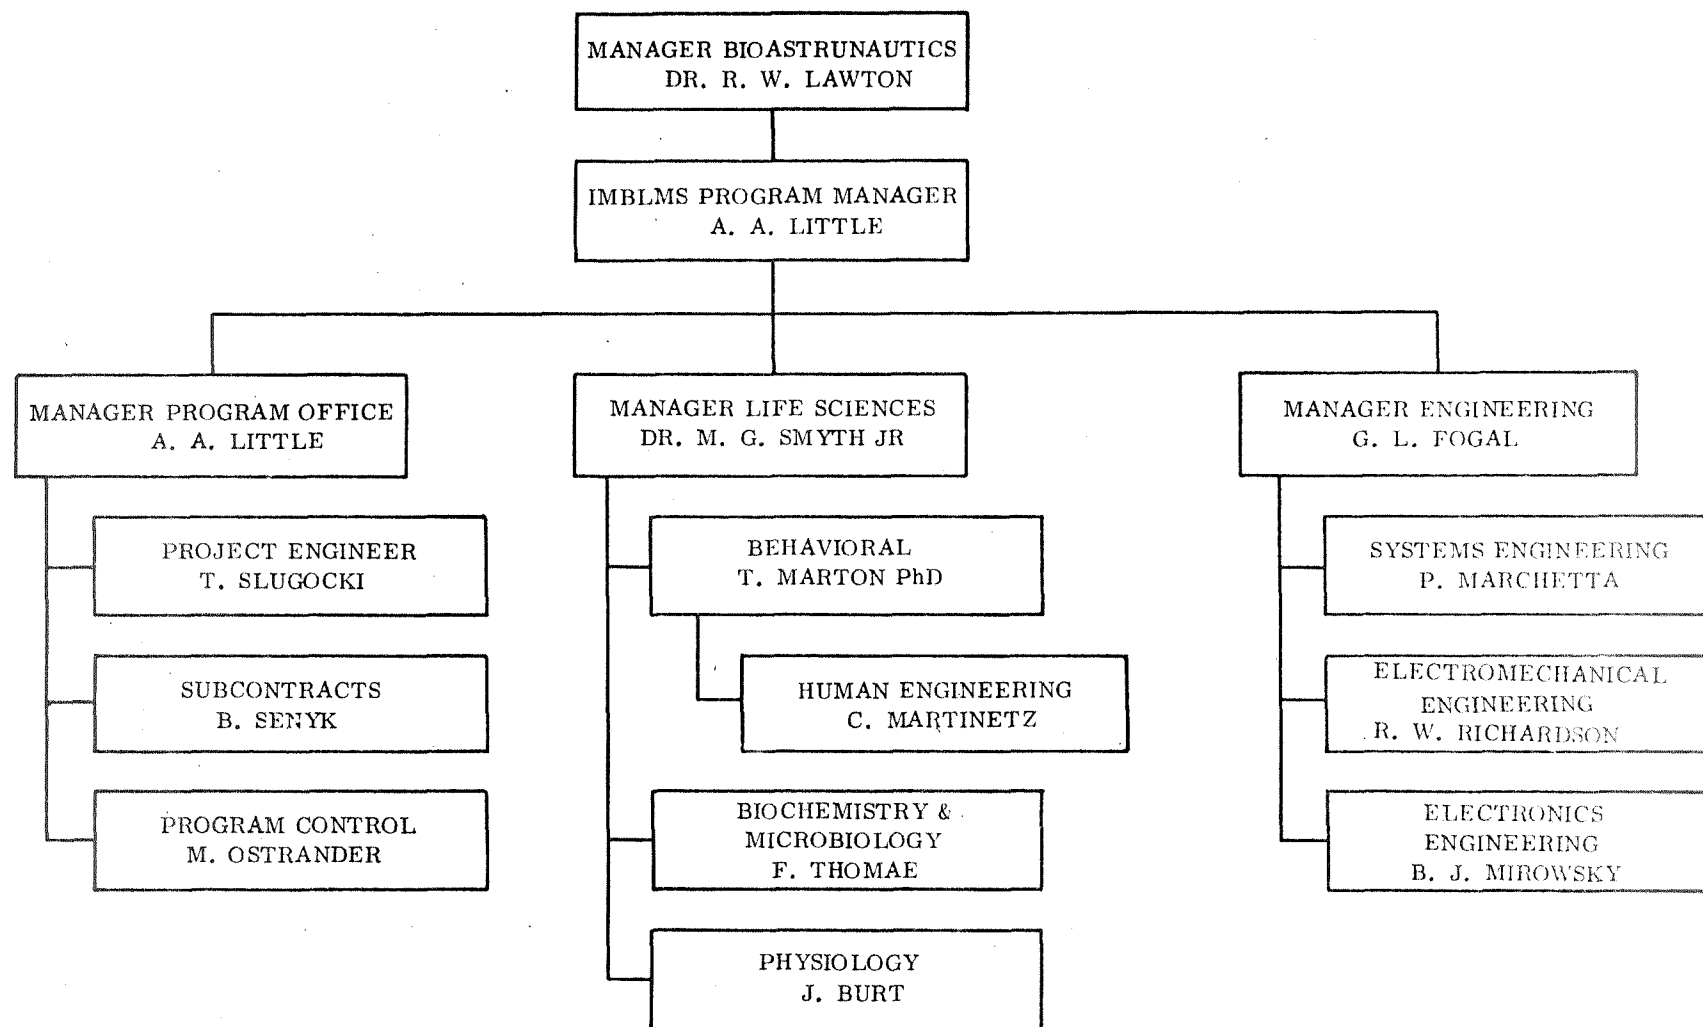 MANAGER BIOASTRUNAUTICS
DR. R. W. LAWTON
IMBLMS PROGRAM MANAGER
A. A. LITTLE
MANAGER PROGRAM OFFICE
A. A. LITTLE
PROJECT ENGINEER
T. SLUGOCKI
SUBCONTRACTS
B. SENYK
PROGRAM CONTROL
M. OSTRANDER
MANAGER LIFE SCIENCES
DR. M. G. SMYTH JR
BEHAVIORAL
T. MARTON PhD
HUMAN ENGINEERING
C. MARTINETZ
BIOCHEMISTRY &
MICROBIOLOGY
F. THOMAE
PHYSIOLOGY
J. BURT
MANAGER ENGINEERING
G. L. FOGAL
SYSTEMS ENGINEERING
P. MARCHETTA
ELECTROMECHANICAL
ENGINEERING
R. W. RICHARDSON
ELECTRONICS
ENGINEERING
B. J. MIROWSKY